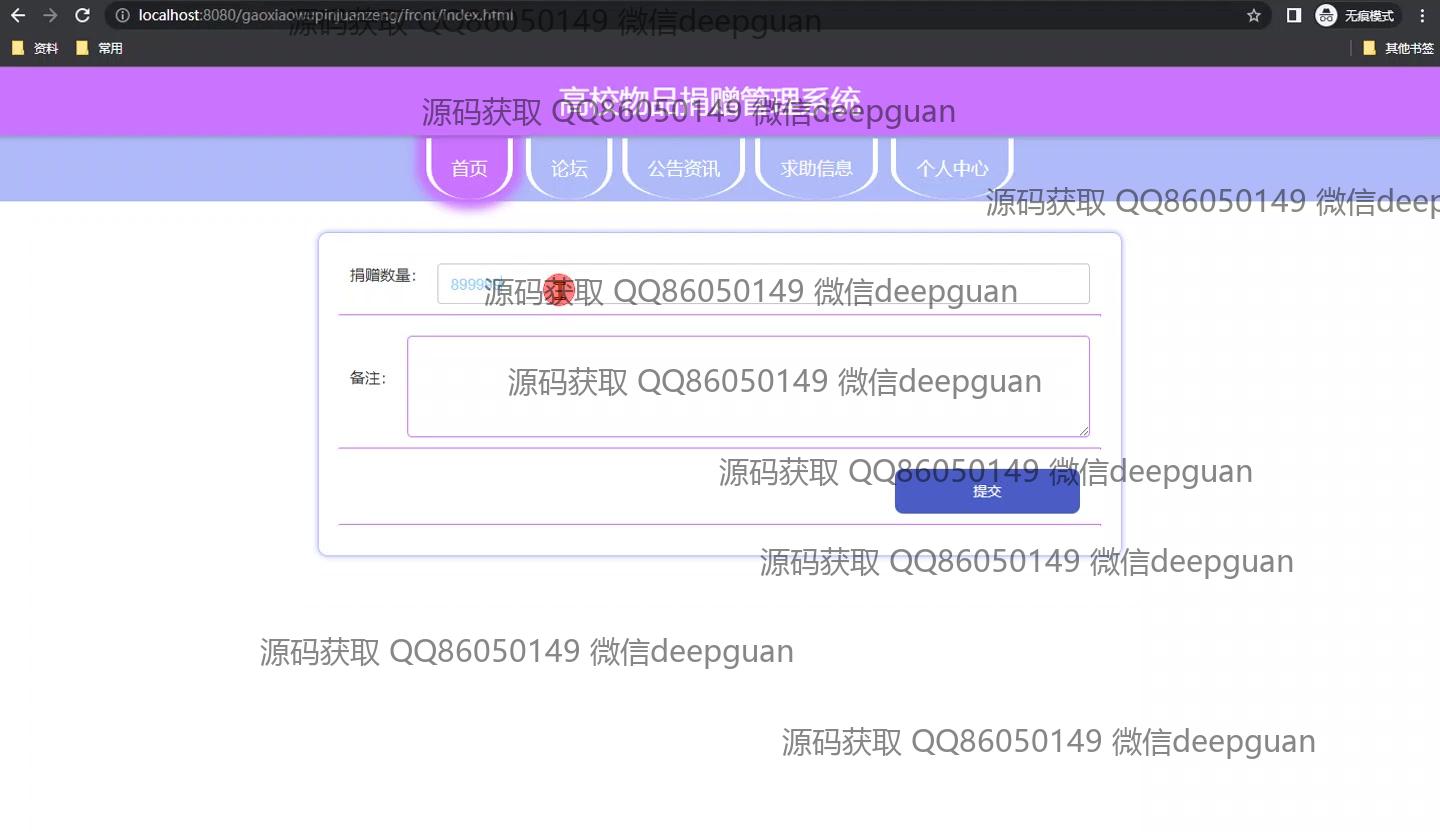 localhost:8080/gaoxiaowupinjuanzeng/front/index.html
无痕模式
源码获取 QQ86050149 微信deepguan
资料
常用
其他书签
高校物品捐赠管理系统
源码获取 QQ86050149 微信deepguan
首页
论坛
公告资讯
求助信息
个人中心
源码获取 QQ86050149 微信deep
捐赠数量：
源码获取 QQ86050149 微信deepguan
备注：
源码获取 QQ86050149 微信deepguan
源码获取 QQ86050149 微信deepguan
提交
源码获取 QQ86050149 微信deepguan
源码获取 QQ86050149 微信deepguan
源码获取 QQ86050149 微信deepguan